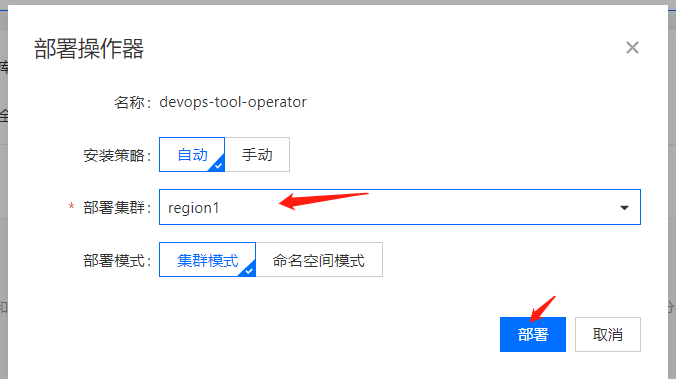 部署操作器
名称： devops-tool-operator
安装策略： 自动 手动
* 部署集群： region1
部署模式： 集群模式 命名空间模式
部署 取消